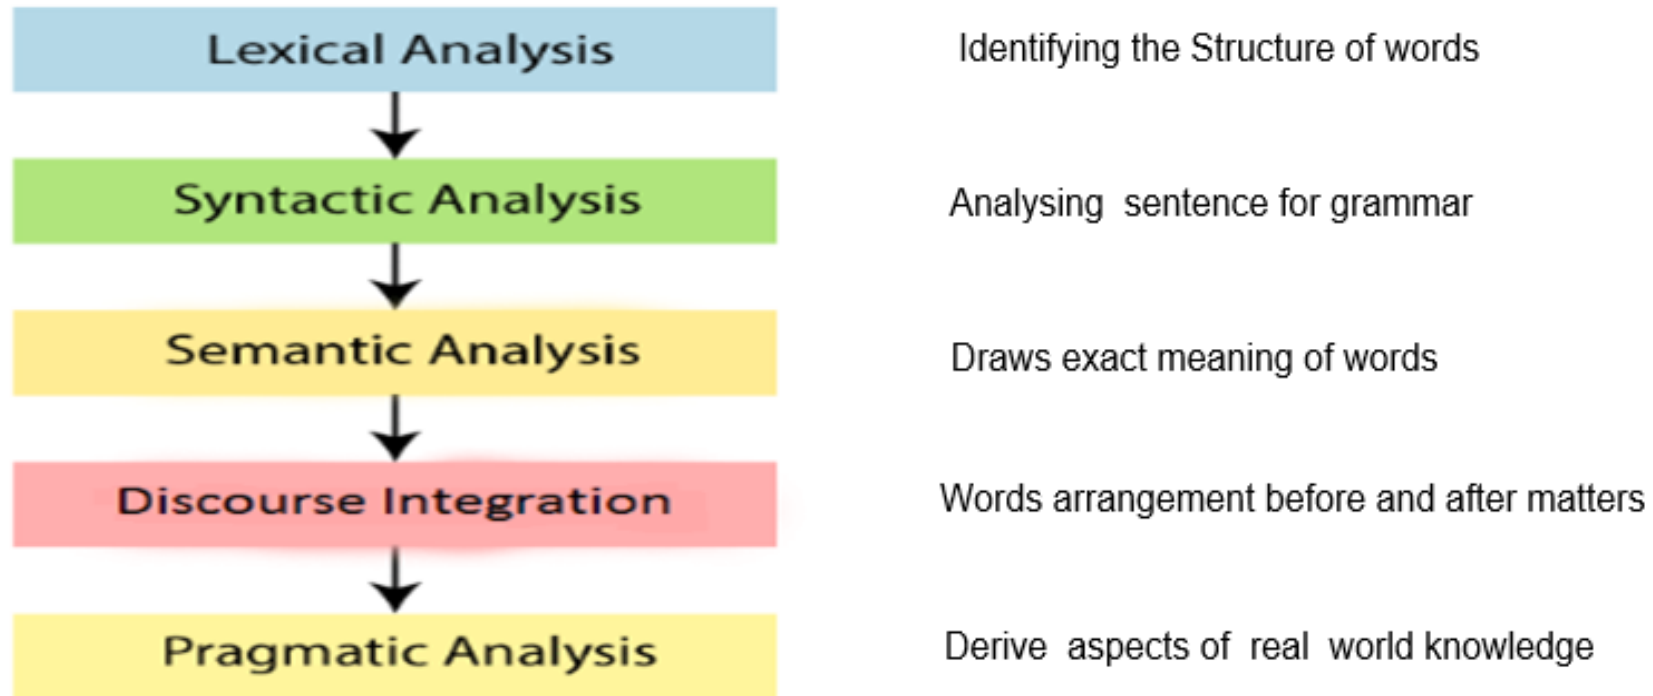 Lexical Analysis Identifying the Structure of words
Syntactic Analysis Analysing sentence for grammar
Semantic Analysis Draws exact meaning of words
Discourse Integration Words arrangement before and after matters
Pragmatic Analysis Derive aspects of real world knowledge